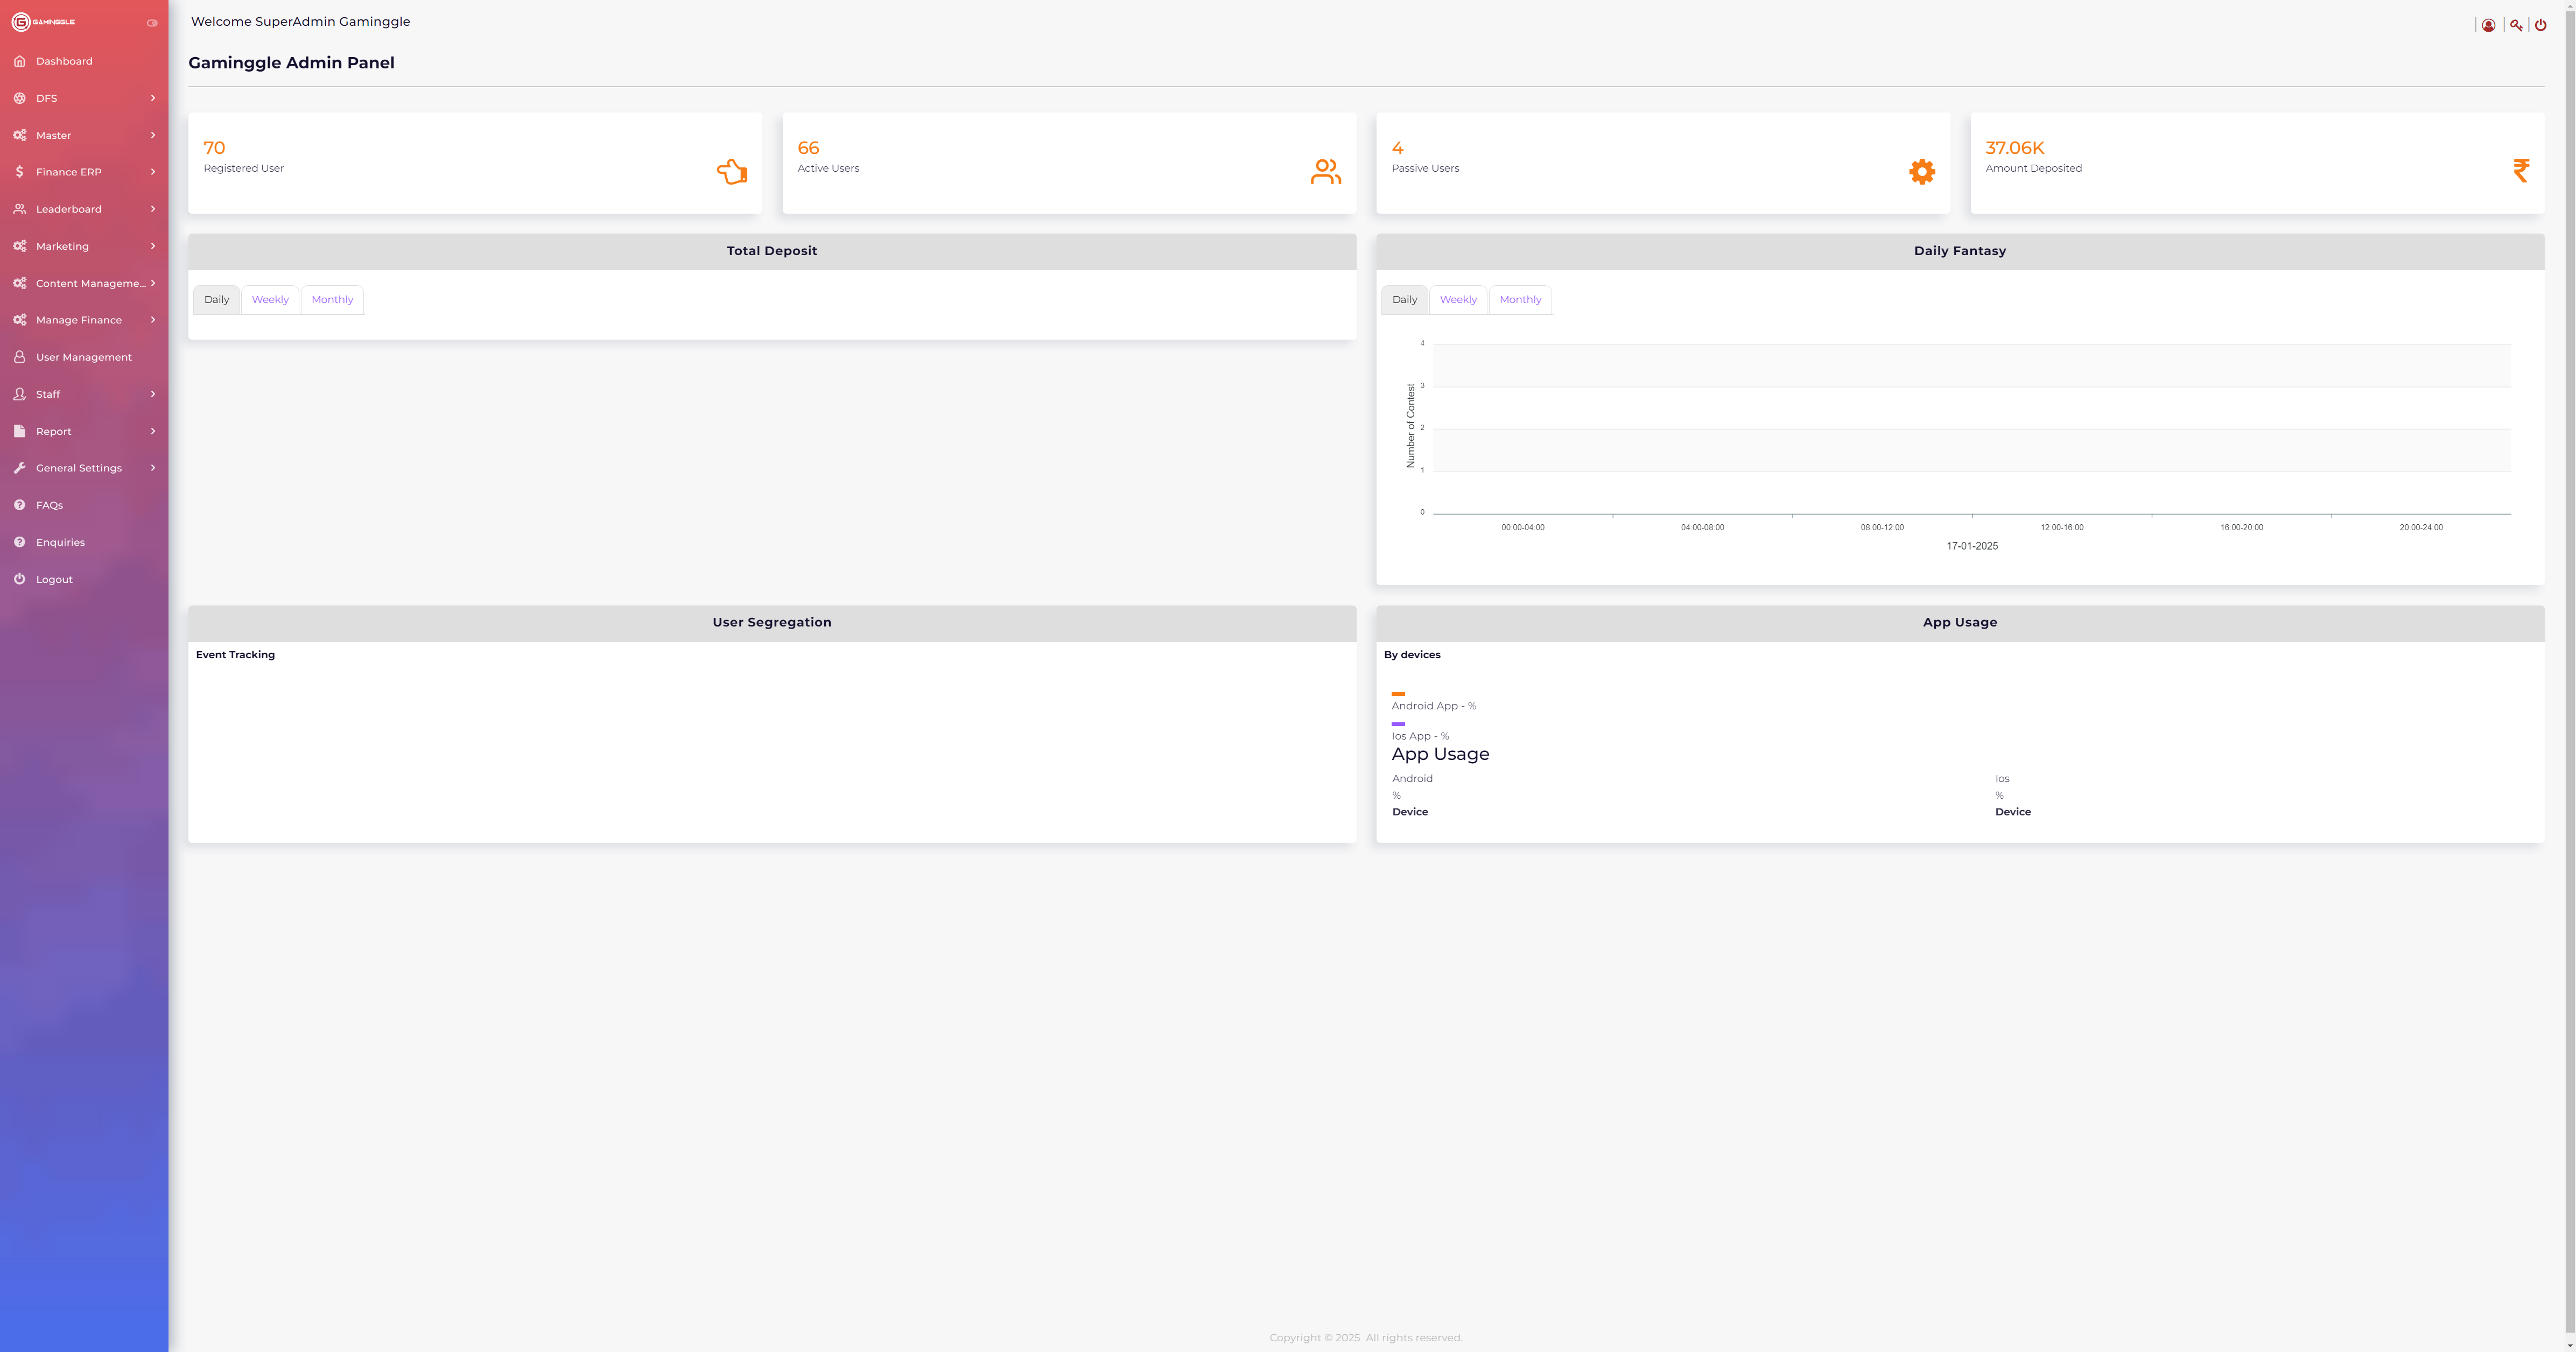 GAMINGGLE
Welcome SuperAdmin Gaminggle
Dashboard
DFS
Master
Finance ERP
Leaderboard
Marketing
Content Manageme...
Manage Finance
User Management
Staff
Report
General Settings
FAQs
Enquiries
Logout
Gaminggle Admin Panel
70
Registered User
66
Active Users
4
Passive Users
37.06K
Amount Deposited
₹
Total Deposit
Daily Weekly Monthly
Daily Fantasy
Daily Weekly Monthly
Number of Contest
4
3
2
1
0
00:00-04:00 04:00-08:00 08:00-12:00 12:00-16:00 16:00-20:00 20:00-24:00
17-01-2025
User Segregation
Event Tracking
App Usage
By devices
Android App - %
Ios App - %
App Usage
Android Ios
% %
Device Device
Copyright © 2025 All rights reserved.